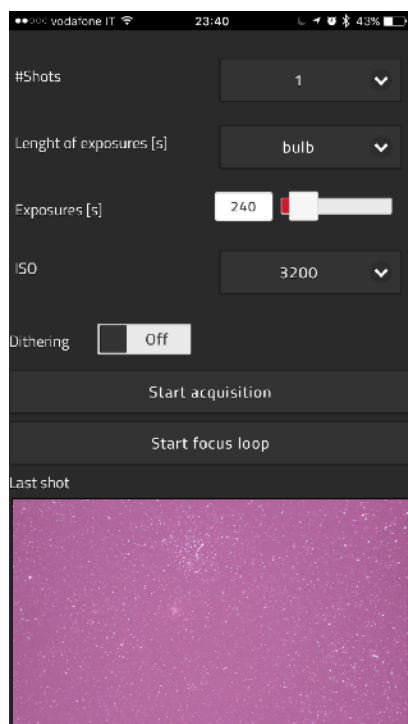 vodafone IT 23:40 43%
#Shots 1
Lenght of exposures [s] bulb
Exposures [s] 240
ISO 3200
Dithering Off
Start acquisition
Start focus loop
Last shot